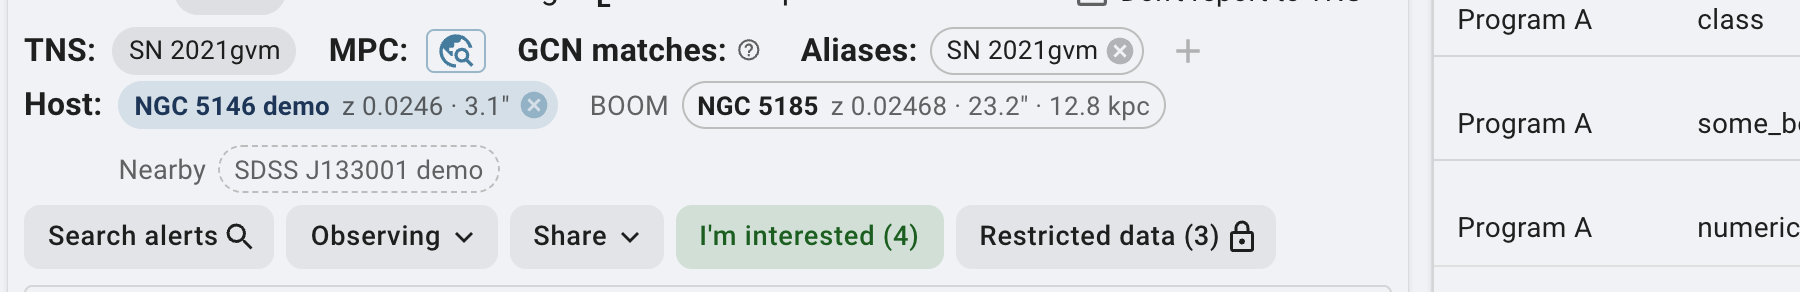 TNS: SN 2021gvm MPC: GCN matches: Aliases: SN 2021gvm
Host: NGC 5146 demo z 0.0246 · 3.1" BOOM NGC 5185 z 0.02468 · 23.2" · 12.8 kpc
Nearby SDSS J133001 demo
Search alerts Observing Share I'm interested (4) Restricted data (3)
Program A class
Program A
Program A numeric